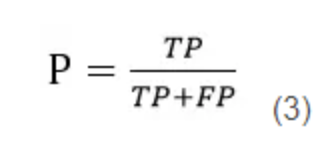 P = TP / TP+FP (3)